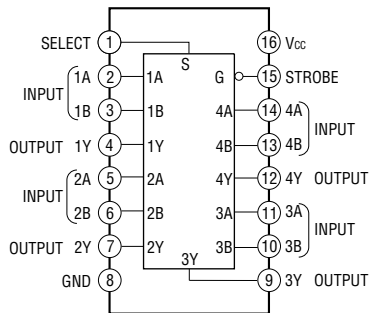 SELECT 1 16 VCC
S
1A 2 1A G 15 STROBE
INPUT
1B 3 1B 4A 14 4A
INPUT
OUTPUT 1Y 4 1Y 4B 13 4B
2A 5 2A 4Y 12 4Y OUTPUT
INPUT
2B 6 2B 3A 11 3A
INPUT
OUTPUT 2Y 7 2Y 3B 10 3B
3Y
GND 8 9 3Y OUTPUT